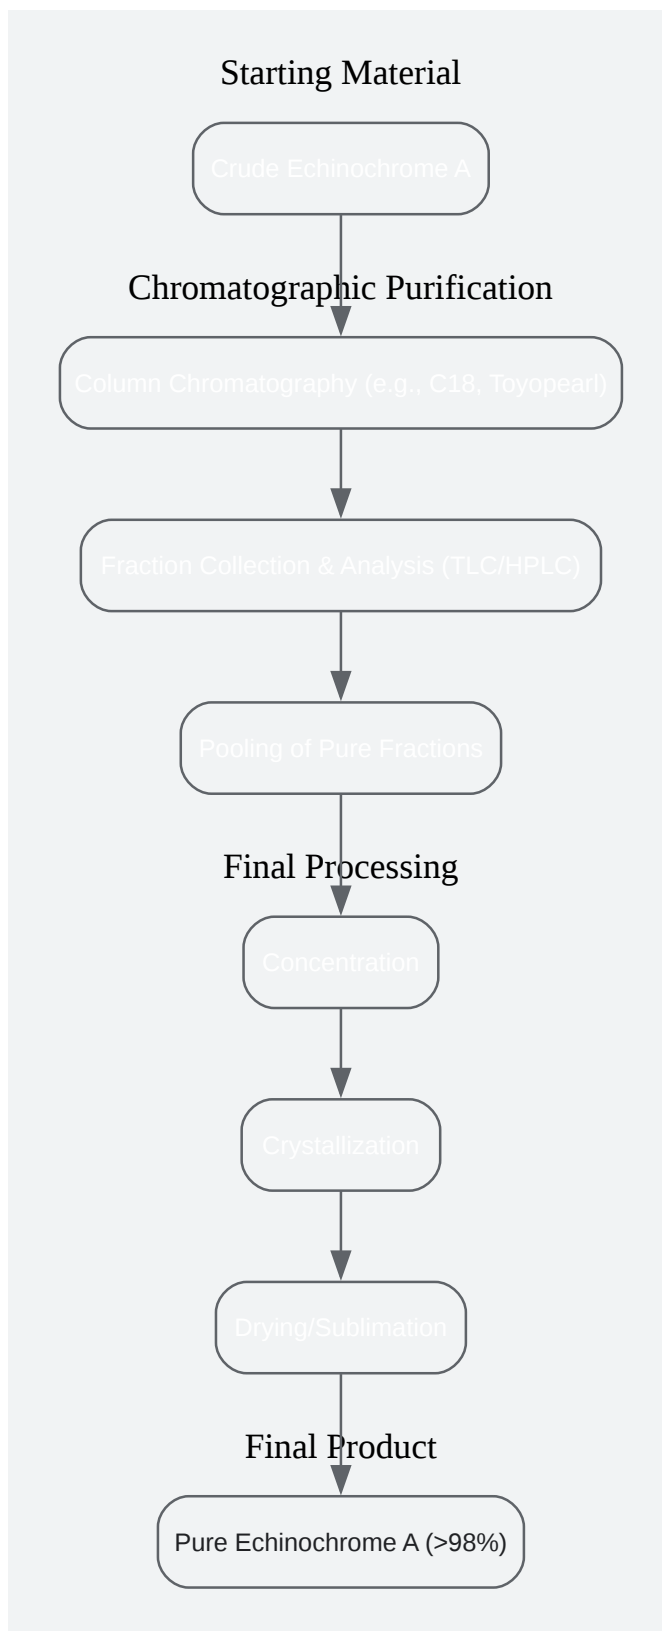 Starting Material
Crude Echinochrome A
Chromatographic Purification
Column Chromatography (e.g., C18, Toyopearl)
Fraction Collection & Analysis (TLC/HPLC)
Pooling of Pure Fractions
Final Processing
Concentration
Crystallization
Drying/Sublimation
Final Product
Pure Echinochrome A (>98%)